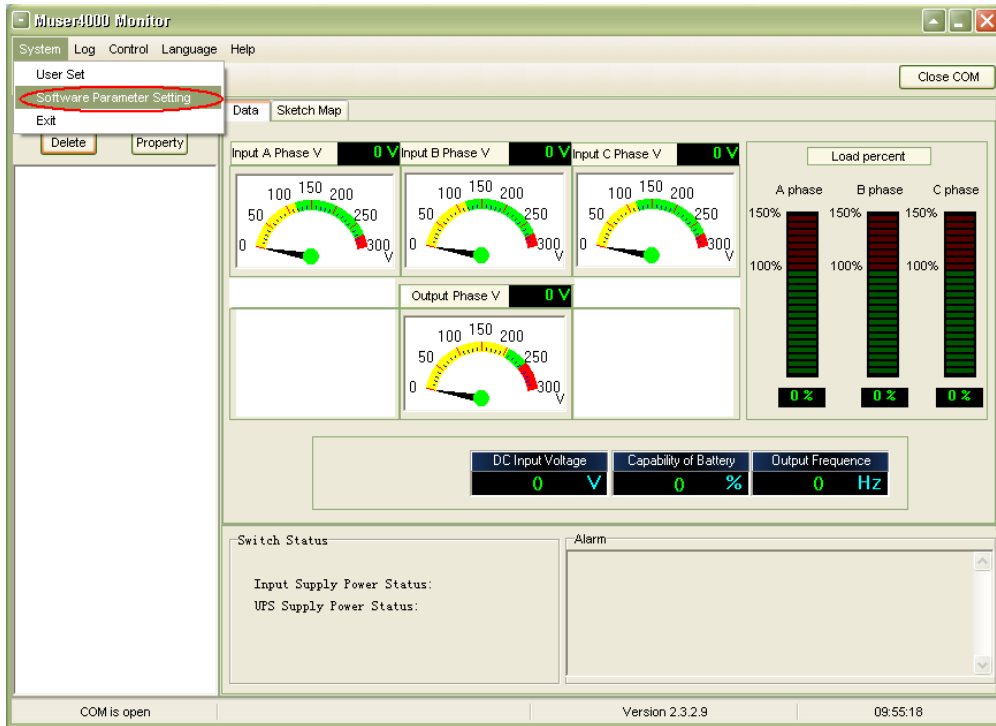 Muser4000 Monitor
System Log Control Language Help
User Set
Software Parameter Setting
Exit
Close COM
Delete Property
Data Sketch Map
Input A Phase V 0 V Input B Phase V 0 V Input C Phase V 0 V
0 50 100 150 200 250 300 V
0 50 100 150 200 250 300 V
0 50 100 150 200 250 300 V
Output Phase V 0 V
0 50 100 150 200 250 300 V
Load percent
A phase B phase C phase
150% 150% 150%
100% 100% 100%
0 % 0 % 0 %
DC Input Voltage Capability of Battery Output Frequence
0 V 0 % 0 Hz
Switch Status
Input Supply Power Status:
UPS Supply Power Status:
Alarm
COM is open Version 2.3.2.9 09:55:18